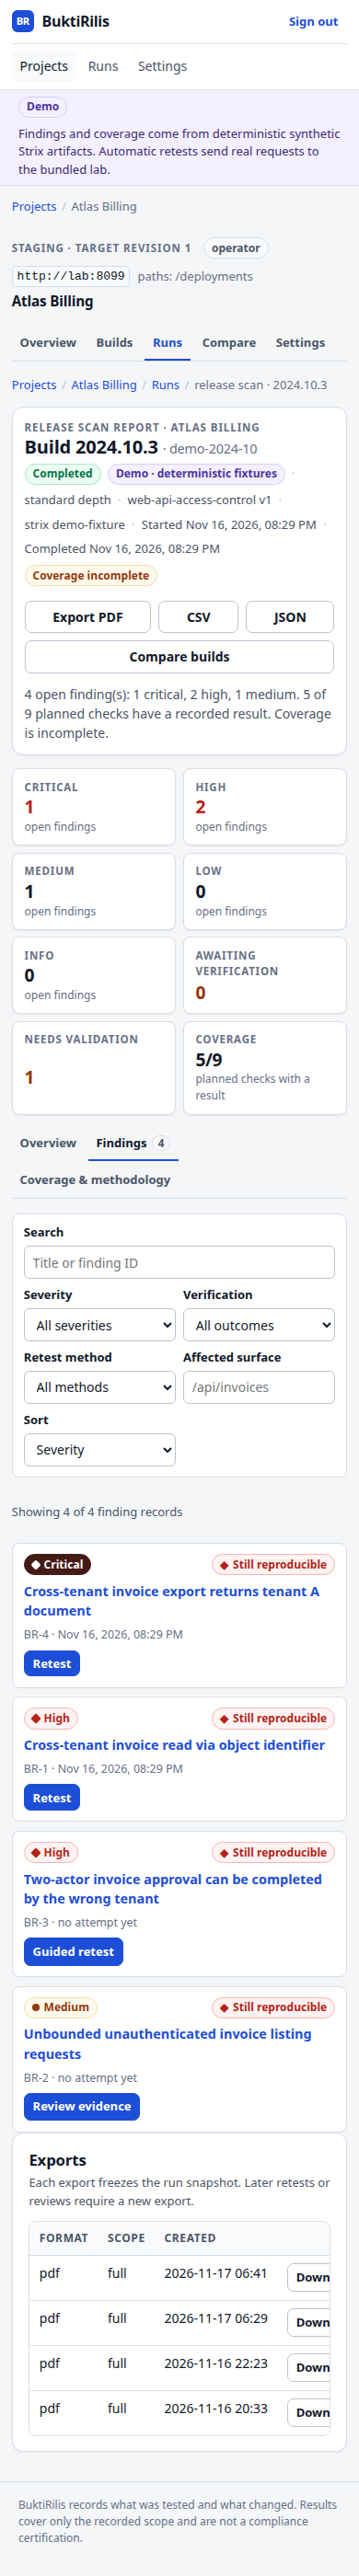 BR BuktiRilis Sign out
Projects Runs Settings
Demo
Findings and coverage come from deterministic synthetic
Strix artifacts. Automatic retests send real requests to
the bundled lab.
Projects / Atlas Billing
STAGING · TARGET REVISION 1 operator
http://lab:8099 paths: /deployments
Atlas Billing
Overview Builds Runs Compare Settings
Projects / Atlas Billing / Runs / release scan · 2024.10.3
RELEASE SCAN REPORT · ATLAS BILLING
Build 2024.10.3 · demo-2024-10
Completed Demo · deterministic fixtures ·
standard depth · web-api-access-control v1 ·
strix demo-fixture · Started Nov 16, 2026, 08:29 PM ·
Completed Nov 16, 2026, 08:29 PM
Coverage incomplete
Export PDF CSV JSON
Compare builds
4 open finding(s): 1 critical, 2 high, 1 medium. 5 of
9 planned checks have a recorded result. Coverage
is incomplete.
CRITICAL
1
open findings
HIGH
2
open findings
MEDIUM
1
open findings
LOW
0
open findings
INFO
0
open findings
AWAITING
VERIFICATION
0
NEEDS VALIDATION
1
COVERAGE
5/9
planned checks with a
result
Overview Findings 4
Coverage & methodology
Search
Title or finding ID
Severity Verification
All severities All outcomes
Retest method Affected surface
All methods /api/invoices
Sort
Severity
Showing 4 of 4 finding records
Critical Still reproducible
Cross-tenant invoice export returns tenant A
document
BR-4 · Nov 16, 2026, 08:29 PM
Retest
High Still reproducible
Cross-tenant invoice read via object identifier
BR-1 · Nov 16, 2026, 08:29 PM
Retest
High Still reproducible
Two-actor invoice approval can be completed
by the wrong tenant
BR-3 · no attempt yet
Guided retest
Medium Still reproducible
Unbounded unauthenticated invoice listing
requests
BR-2 · no attempt yet
Review evidence
Exports
Each export freezes the run snapshot. Later retests or
reviews require a new export.
FORMAT SCOPE CREATED
pdf full 2026-11-17 06:41 Down
pdf full 2026-11-17 06:29 Down
pdf full 2026-11-16 22:23 Down
pdf full 2026-11-16 20:33 Down
BuktiRilis records what was tested and what changed. Results
cover only the recorded scope and are not a compliance
certification.